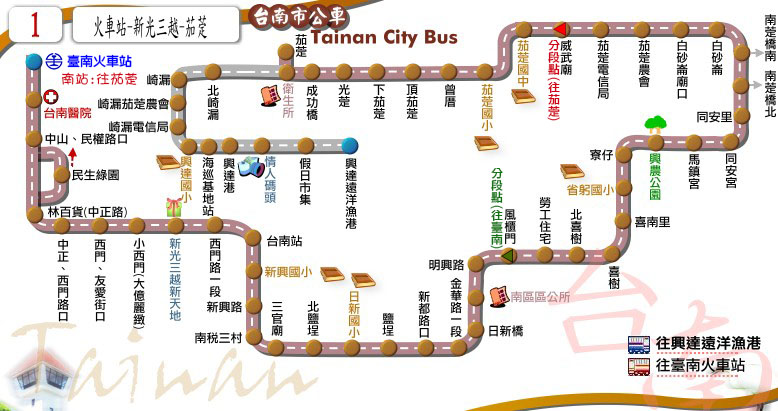 1
火車站-新光三越-茄萣
台南市公車
Tainan City Bus
臺南火車站
南站:往茄萣
台南醫院
中山、民權路口
民生綠園
林百貨(中正路)
中正、西門路口
西門、友愛街口
小西門(大億麗緻)
新光三越新天地
西門路一段
台南站
新興國小
新興路
南稅三村
三官廟
北鹽埕
日新國小
鹽埕
新都路口
金華路一段
日新橋
南區區公所
明興路
風櫃門
分段點(往臺南)
勞工住宅
北喜樹
喜樹
喜南里
省躬國小
寮仔
興農公園
馬鎮宮
同安宮
同安里
南萣橋北
南萣橋南
白砂崙
白砂崙廟口
茄萣農會
茄萣電信局
威武廟
分段點(往茄萣)
茄萣國中
茄萣國小
曾厝
頂茄萣
下茄萣
光萣
成功橋
茄萣
衛生所
北崎漏
崎漏
崎漏茄萣農會
崎漏電信局
興達國小
海巡基地站
興達港
情人碼頭
假日市集
興達遠洋漁港
往興達遠洋漁港
往臺南火車站
台南
Tainan